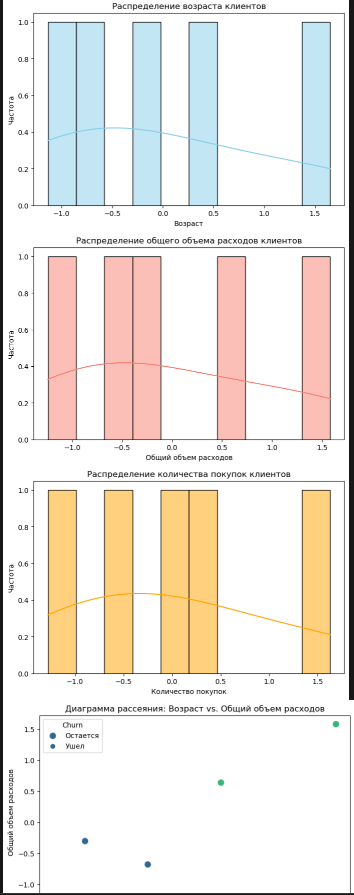 Распределение возраста клиентов
1.0
0.8
0.6
0.4
0.2
0.0
Частота
−1.0 −0.5 0.0 0.5 1.0 1.5
Возраст
Распределение общего объема расходов клиентов
1.0
0.8
0.6
0.4
0.2
0.0
Частота
−1.0 −0.5 0.0 0.5 1.0 1.5
Общий объем расходов
Распределение количества покупок клиентов
1.0
0.8
0.6
0.4
0.2
0.0
Частота
−1.0 −0.5 0.0 0.5 1.0 1.5
Количество покупок
Диаграмма рассеяния: Возраст vs. Общий объем расходов
Churn
Остается
Ушел
1.5
1.0
0.5
0.0
−0.5
−1.0
Общий объем расходов